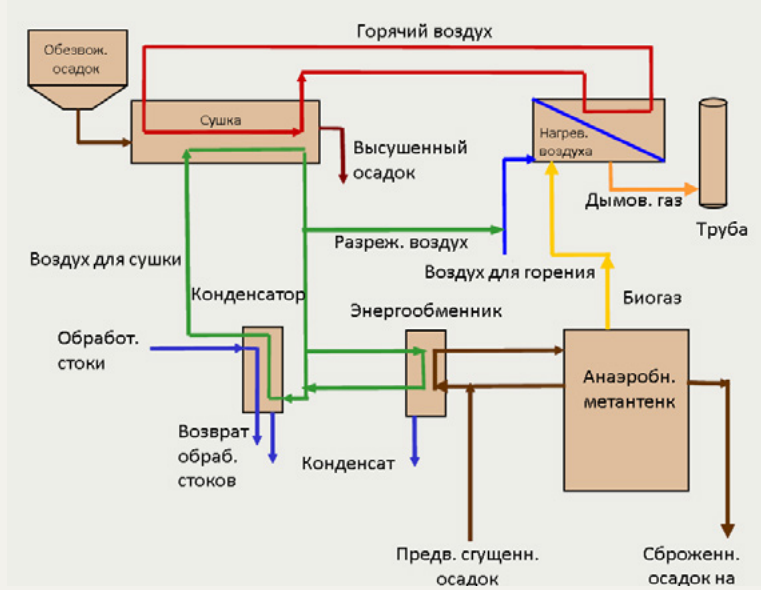 Горячий воздух
Обезвож.
осадок
Сушка
Нагрев.
воздуха
Высушенный
осадок
Дымов. газ
Труба
Разреж. воздух
Воздух для сушки
Воздух для горения
Конденсатор
Биогаз
Энергообменник
Обработ.
стоки
Анаэробн.
метантенк
Возврат
обраб.
стоков
Конденсат
Предв. сгущенн.
осадок
Сброженн.
осадок на